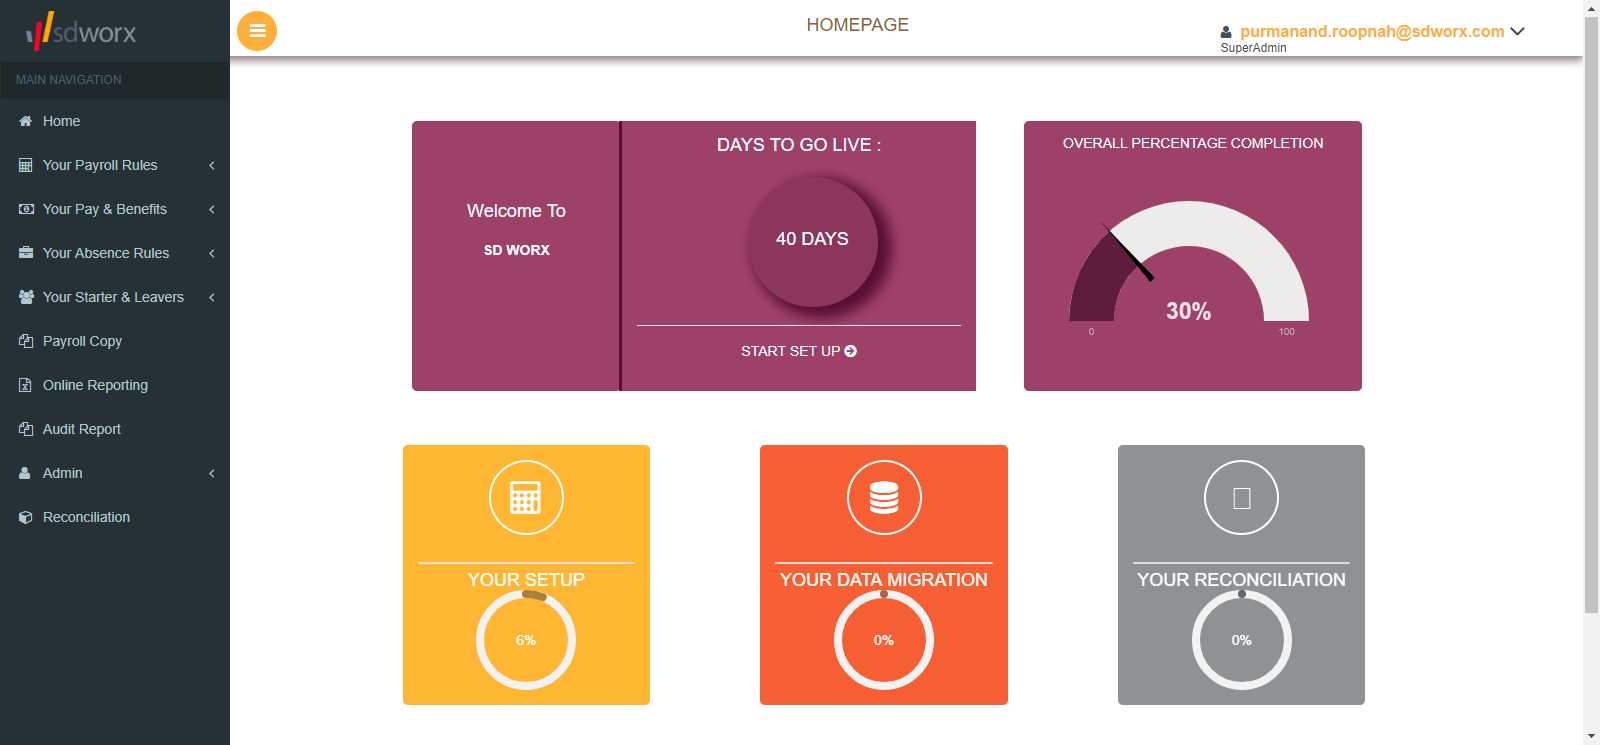 sdworx
HOMEPAGE
purmanand.roopnah@sdworx.com
SuperAdmin
MAIN NAVIGATION
Home
Your Payroll Rules
Your Pay & Benefits
Your Absence Rules
Your Starter & Leavers
Payroll Copy
Online Reporting
Audit Report
Admin
Reconciliation
Welcome To
SD WORX
DAYS TO GO LIVE :
40 DAYS
START SET UP
OVERALL PERCENTAGE COMPLETION
30%
0
100
YOUR SETUP
6%
YOUR DATA MIGRATION
0%
YOUR RECONCILIATION
0%